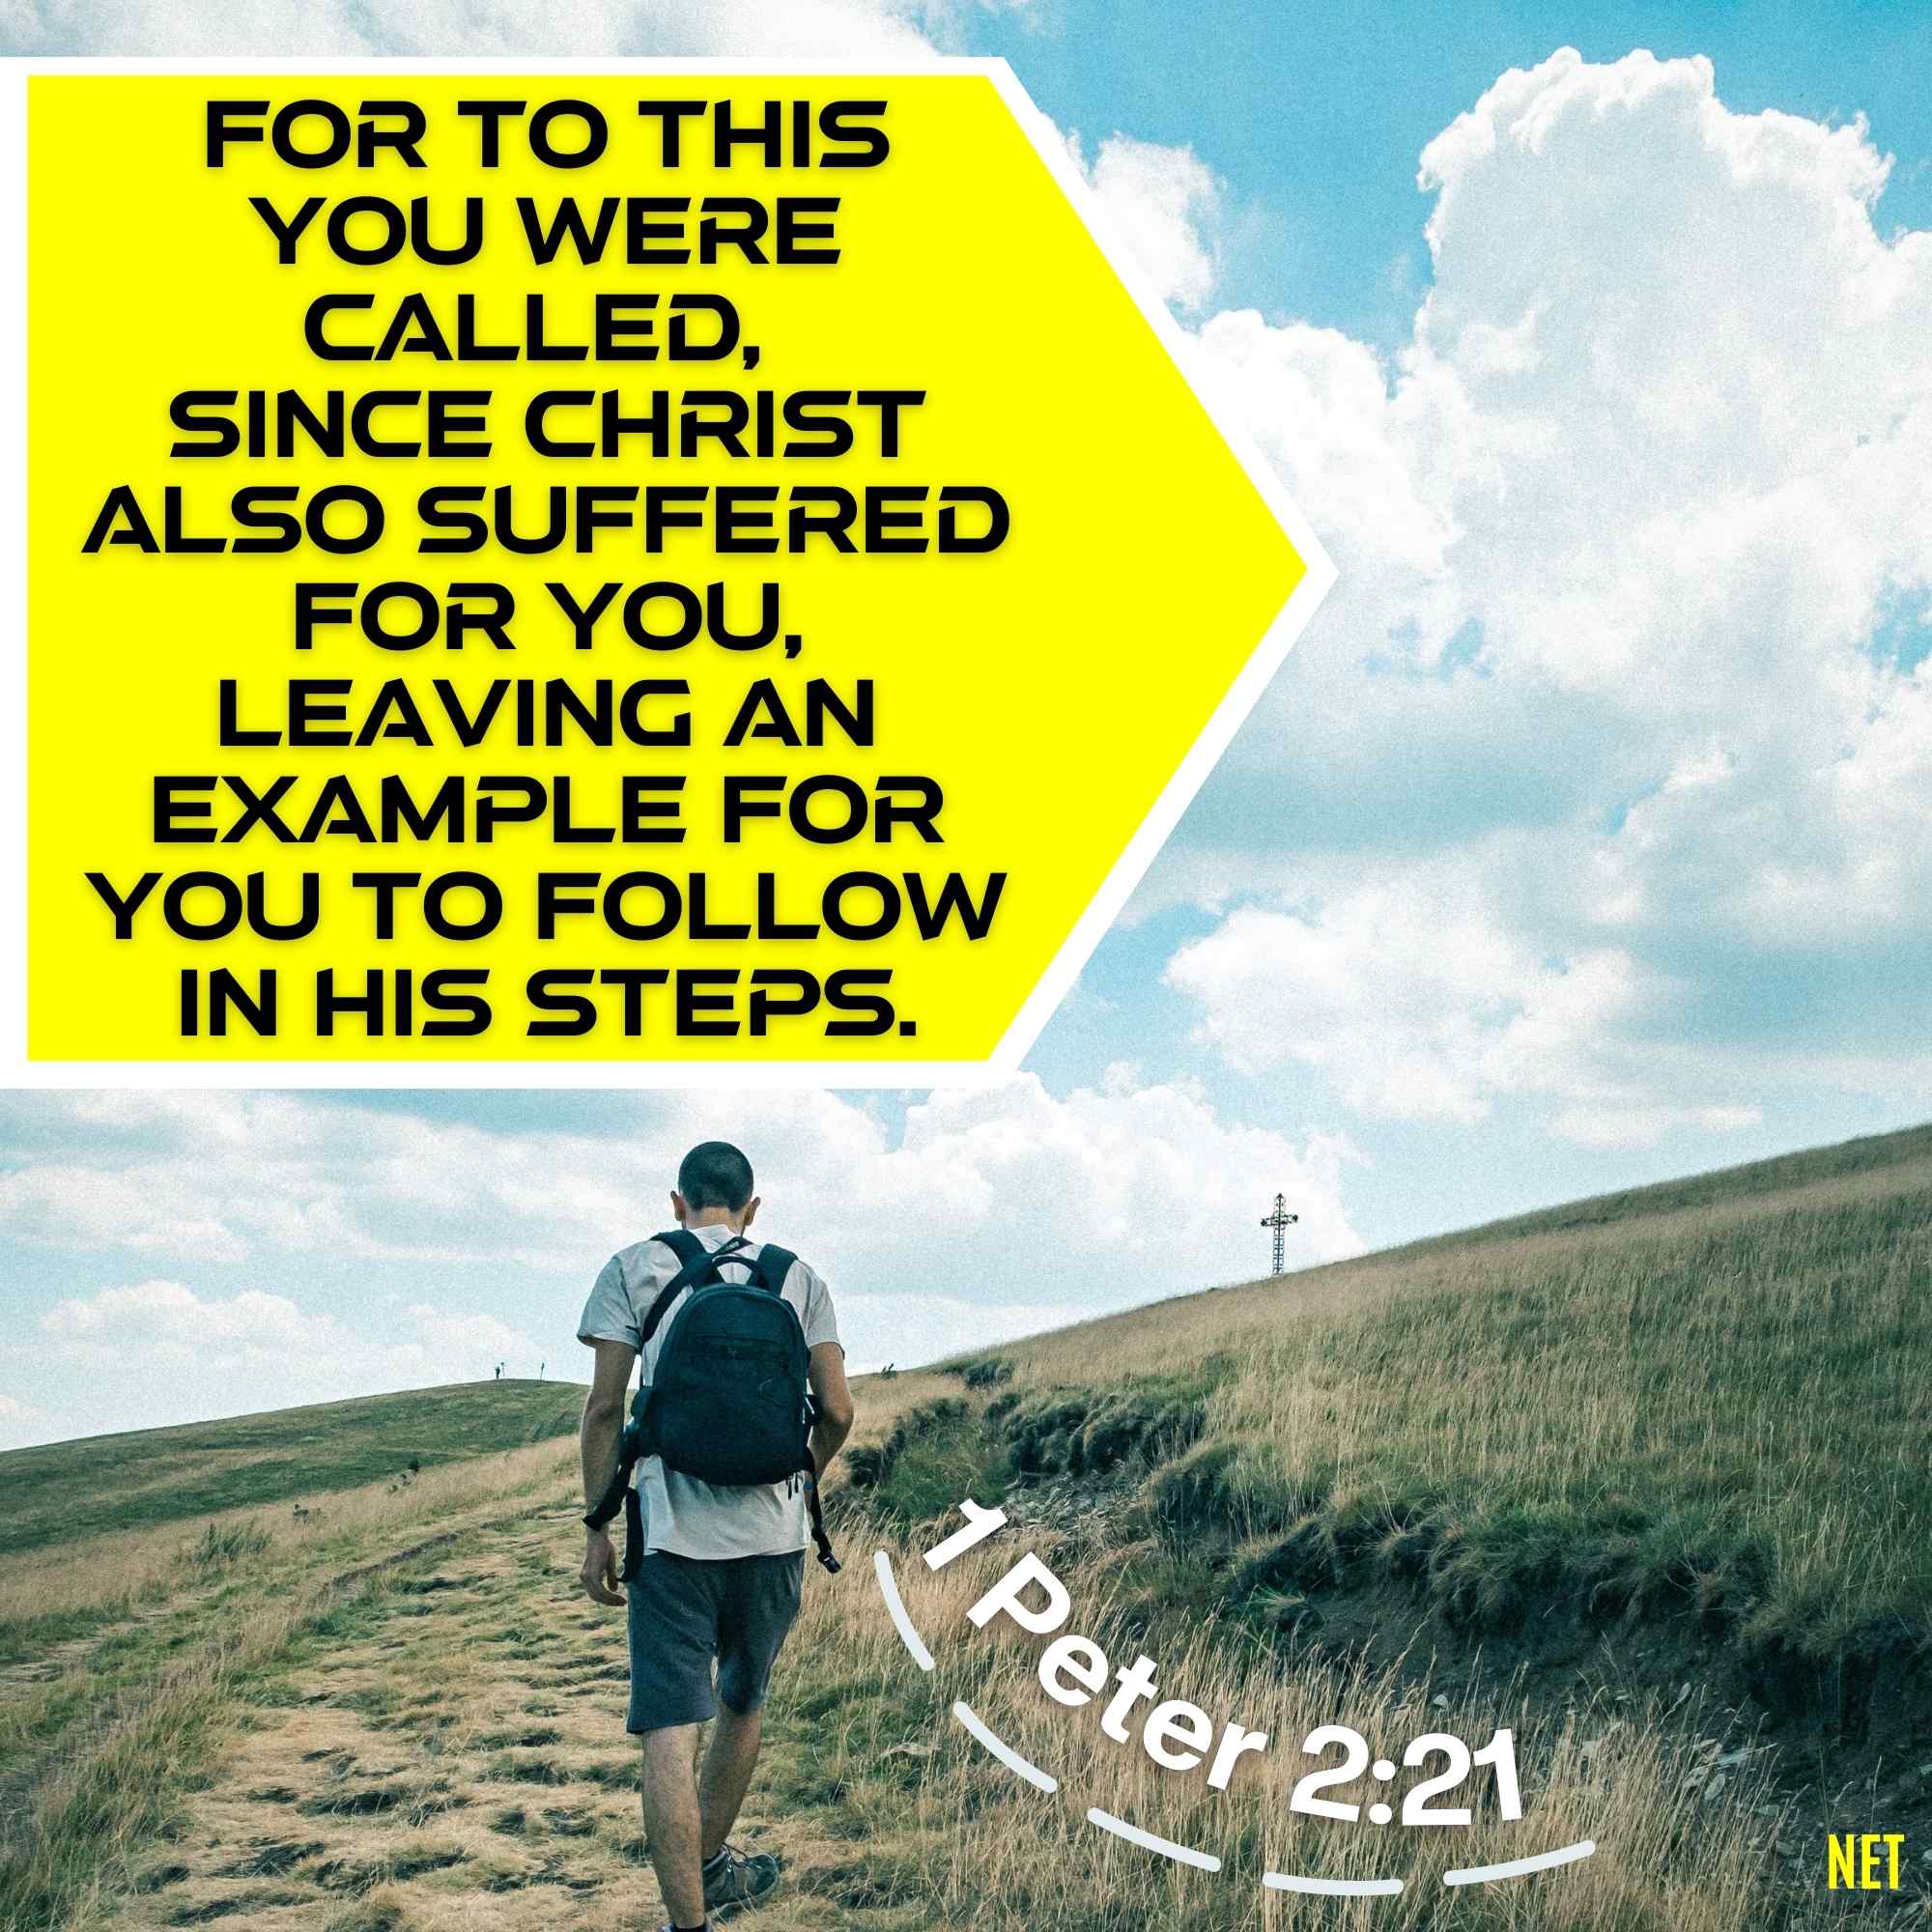 FOR TO THIS
YOU WERE
CALLED,
SINCE CHRIST
ALSO SUFFERED
FOR YOU,
LEAVING AN
EXAMPLE FOR
YOU TO FOLLOW
IN HIS STEPS.
1 Peter 2:21
NET